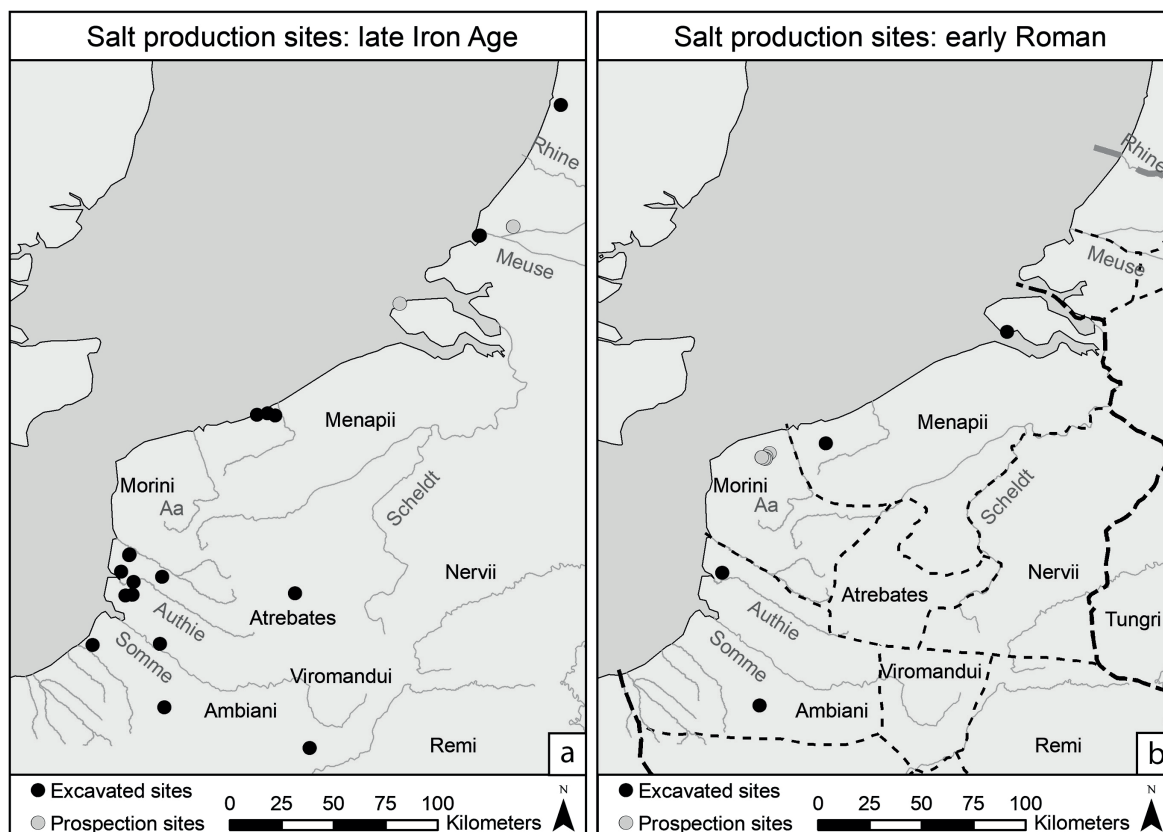 Salt production sites: late Iron Age
Rhine
Meuse
Menapii
Morini
Aa
Scheldt
Nervii
Authie
Atrebates
Somme
Viromandui
Ambiani
Remi
a
Excavated sites
Prospection sites
0 25 50 75 100
Kilometers
N
Salt production sites: early Roman
Rhine
Meuse
Menapii
Morini
Aa
Scheldt
Nervii
Atrebates
Authie
Tungri
Somme
Viromandui
Ambiani
Remi
b
Excavated sites
Prospection sites
0 25 50 75 100
Kilometers
N